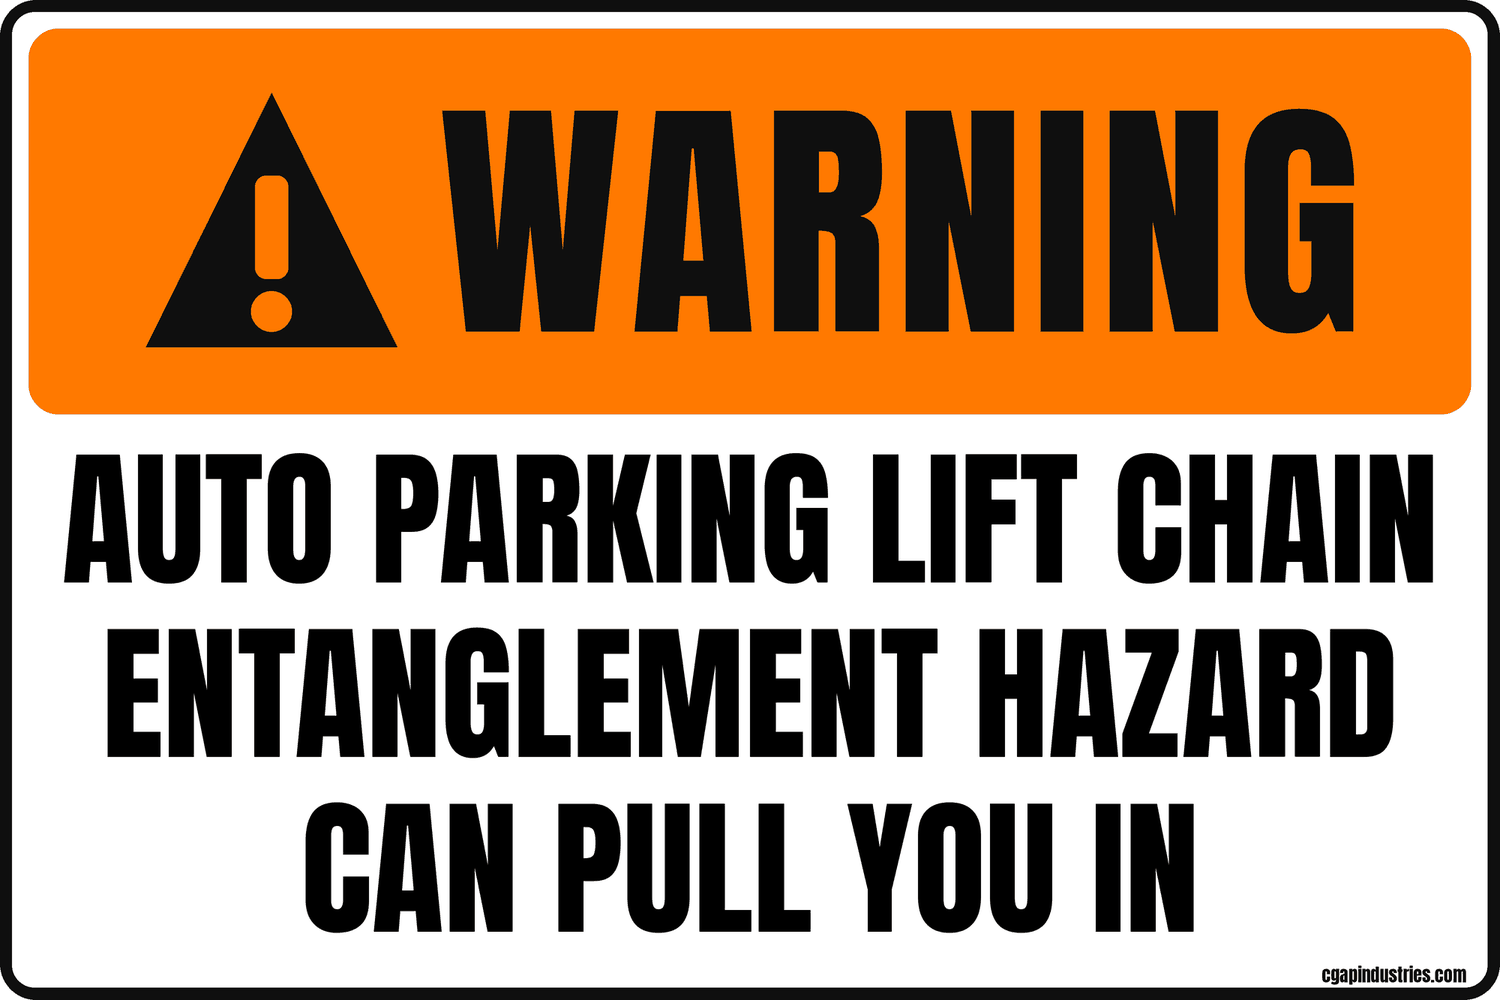 WARNING
AUTO PARKING LIFT CHAIN
ENTANGLEMENT HAZARD
CAN PULL YOU IN
cgapindustries.com